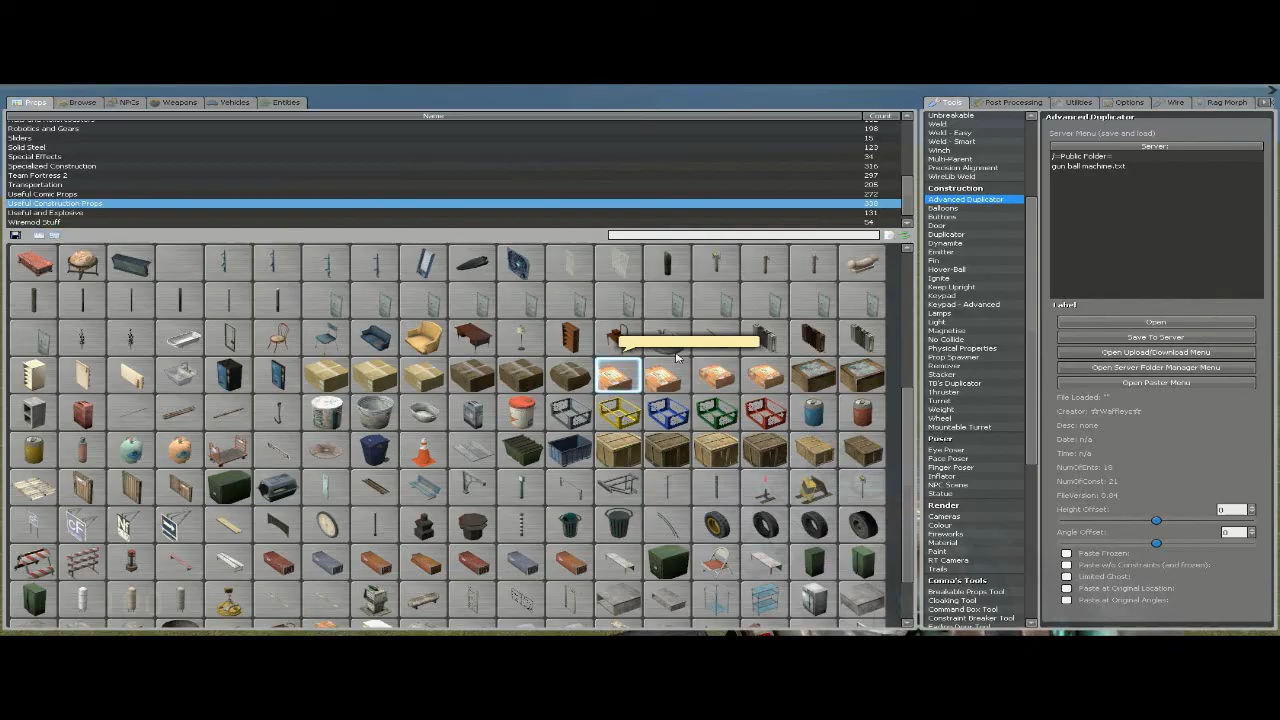 Props Browse NPCs Weapons Vehicles Entities
Name Count
Robotics and Gears 198
Sliders 15
Solid Steel 123
Special Effects 34
Specialized Construction 316
Team Fortress 2 297
Transportation 205
Useful Comic Props 272
Useful Construction Props 338
Useful and Explosive 131
Wiremod Stuff 54
Tools Post Processing Utilities Options Wire Rag Morph
Unbreakable
Weld
Weld - Easy
Weld - Smart
Winch
Multi-Parent
Precision Alignment
WireLib Weld
Construction
Advanced Duplicator
Balloons
Buttons
Door
Duplicator
Dynamite
Emitter
Fin
Hover-Ball
Ignite
Keep Upright
Keypad
Keypad - Advanced
Lamps
Light
Magnetise
No Collide
Physical Properties
Prop Spawner
Remover
Stacker
TB's Duplicator
Thruster
Turret
Weight
Wheel
Mountable Turret
Poser
Eye Poser
Face Poser
Finger Poser
Inflator
NPC Scene
Statue
Render
Cameras
Colour
Fireworks
Material
Paint
RT Camera
Trails
Conna's Tools
Breakable Props Tool
Cloaking Tool
Command Box Tool
Constraint Breaker Tool
Fading Door Tool
Advanced Duplicator
Server Menu (save and load)
Server:
/=Public Folder=
gun ball machine.txt
Label
Open
Save To Server
Open Upload/Download Menu
Open Server Folder Manager Menu
Open Paster Menu
File Loaded: ""
Creator: ☆Waffleys☆
Desc: none
Date: n/a
Time: n/a
NumOfEnts: 16
NumOfConst: 21
FileVersion: 0.84
Height Offset: 0
Angle Offset: 0
Paste Frozen:
Paste w/o Constraints (and frozen):
Limited Ghost:
Paste at Original Location:
Paste at Original Angles: